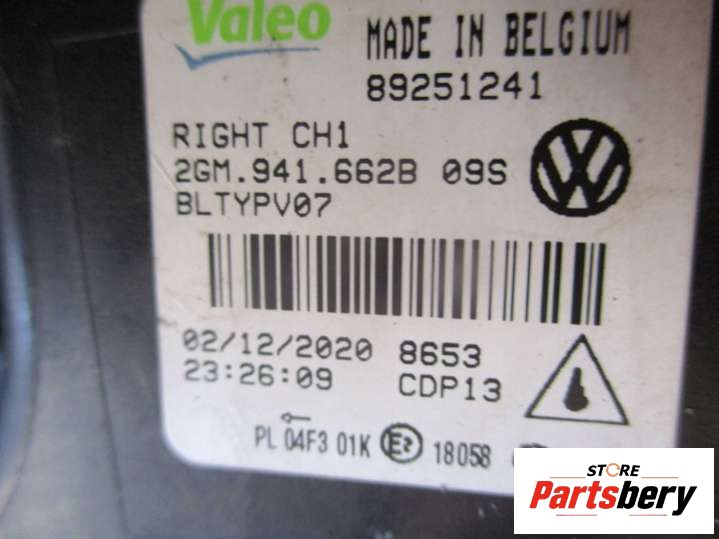 Valeo
MADE IN BELGIUM
89251241
RIGHT CH1
2GM.941.662B 09S
BLTYPV07
02/12/2020 8653
23:26:09 CDP13
PL 04F3 01K E2 18058
STORE
Partsbery